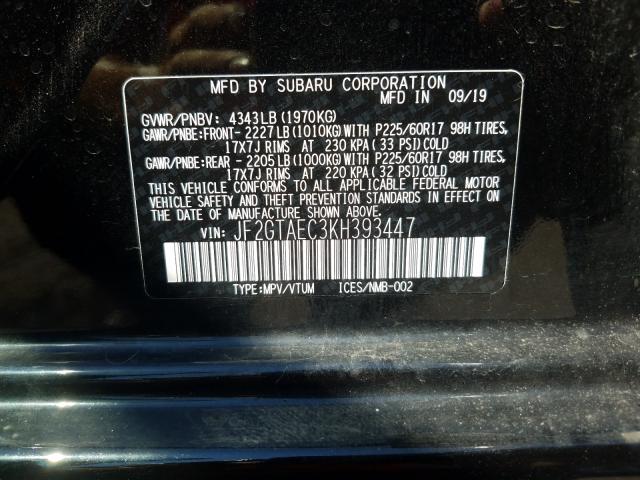 MFD BY SUBARU CORPORATION
MFD IN 09/19
GVWR/PNBV: 4343LB (1970KG)
GAWR/PNBE:FRONT- 2227LB(1010KG)WITH P225/60R17 98H TIRES,
17X7J RIMS AT 230 KPA(33 PSI)COLD
GAWR/PNBE:REAR - 2205LB(1000KG)WITH P225/60R17 98H TIRES,
17X7J RIMS AT 220 KPA(32 PSI)COLD
THIS VEHICLE CONFORMS TO ALL APPLICABLE FEDERAL MOTOR
VEHICLE SAFETY AND THEFT PREVENTION STANDARDS IN EFFECT ON
THE DATE OF MANUFACTURE SHOWN ABOVE.
VIN: JF2GTAEC3KH393447
TYPE:MPV/VTUM ICES/NMB-002